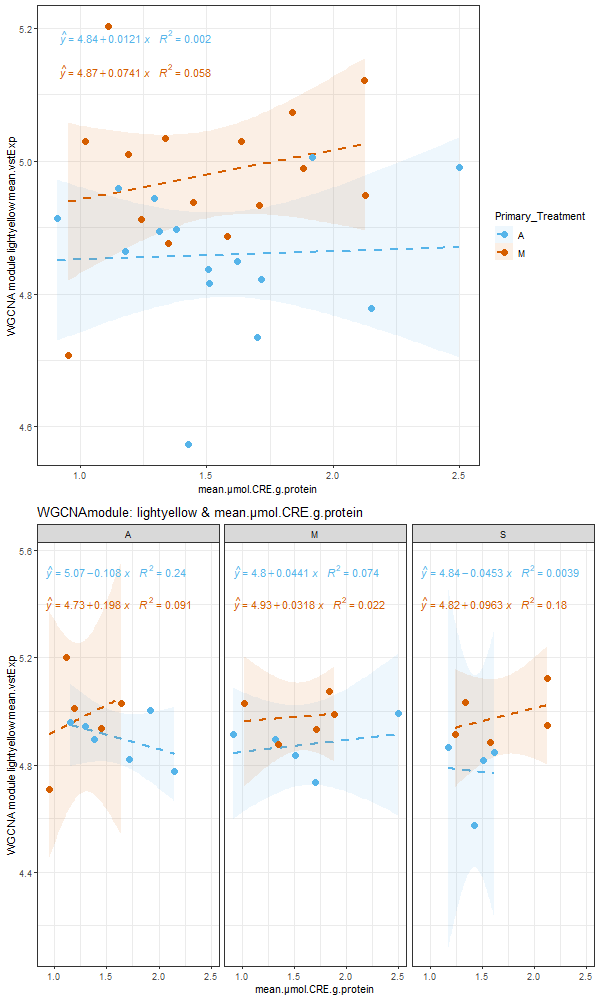 5.2
5.0
4.8
4.6
WGCNA module lightyellowmean.vstExp
ŷ = 4.84 + 0.0121 x R² = 0.002
ŷ = 4.87 + 0.0741 x R² = 0.058
1.0 1.5 2.0 2.5
mean.µmol.CRE.g.protein
Primary_Treatment
A
M
WGCNAmodule: lightyellow & mean.µmol.CRE.g.protein
A M S
5.6
5.2
4.8
4.4
WGCNA module lightyellowmean.vstExp
ŷ = 5.07 − 0.108 x R² = 0.24
ŷ = 4.73 + 0.198 x R² = 0.091
ŷ = 4.8 + 0.0441 x R² = 0.074
ŷ = 4.93 + 0.0318 x R² = 0.022
ŷ = 4.84 − 0.0453 x R² = 0.0039
ŷ = 4.82 + 0.0963 x R² = 0.18
1.0 1.5 2.0 2.5 1.0 1.5 2.0 2.5 1.0 1.5 2.0 2.5
mean.µmol.CRE.g.protein